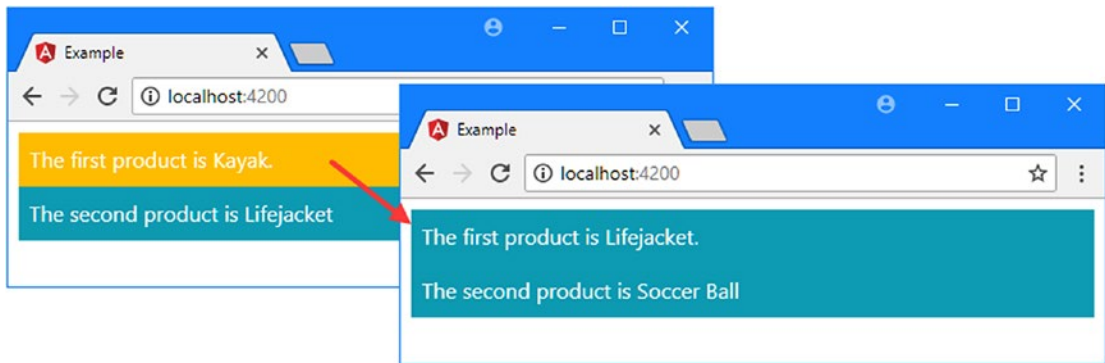 Example
localhost:4200
The first product is Kayak.
The second product is Lifejacket
Example
localhost:4200
The first product is Lifejacket.
The second product is Soccer Ball